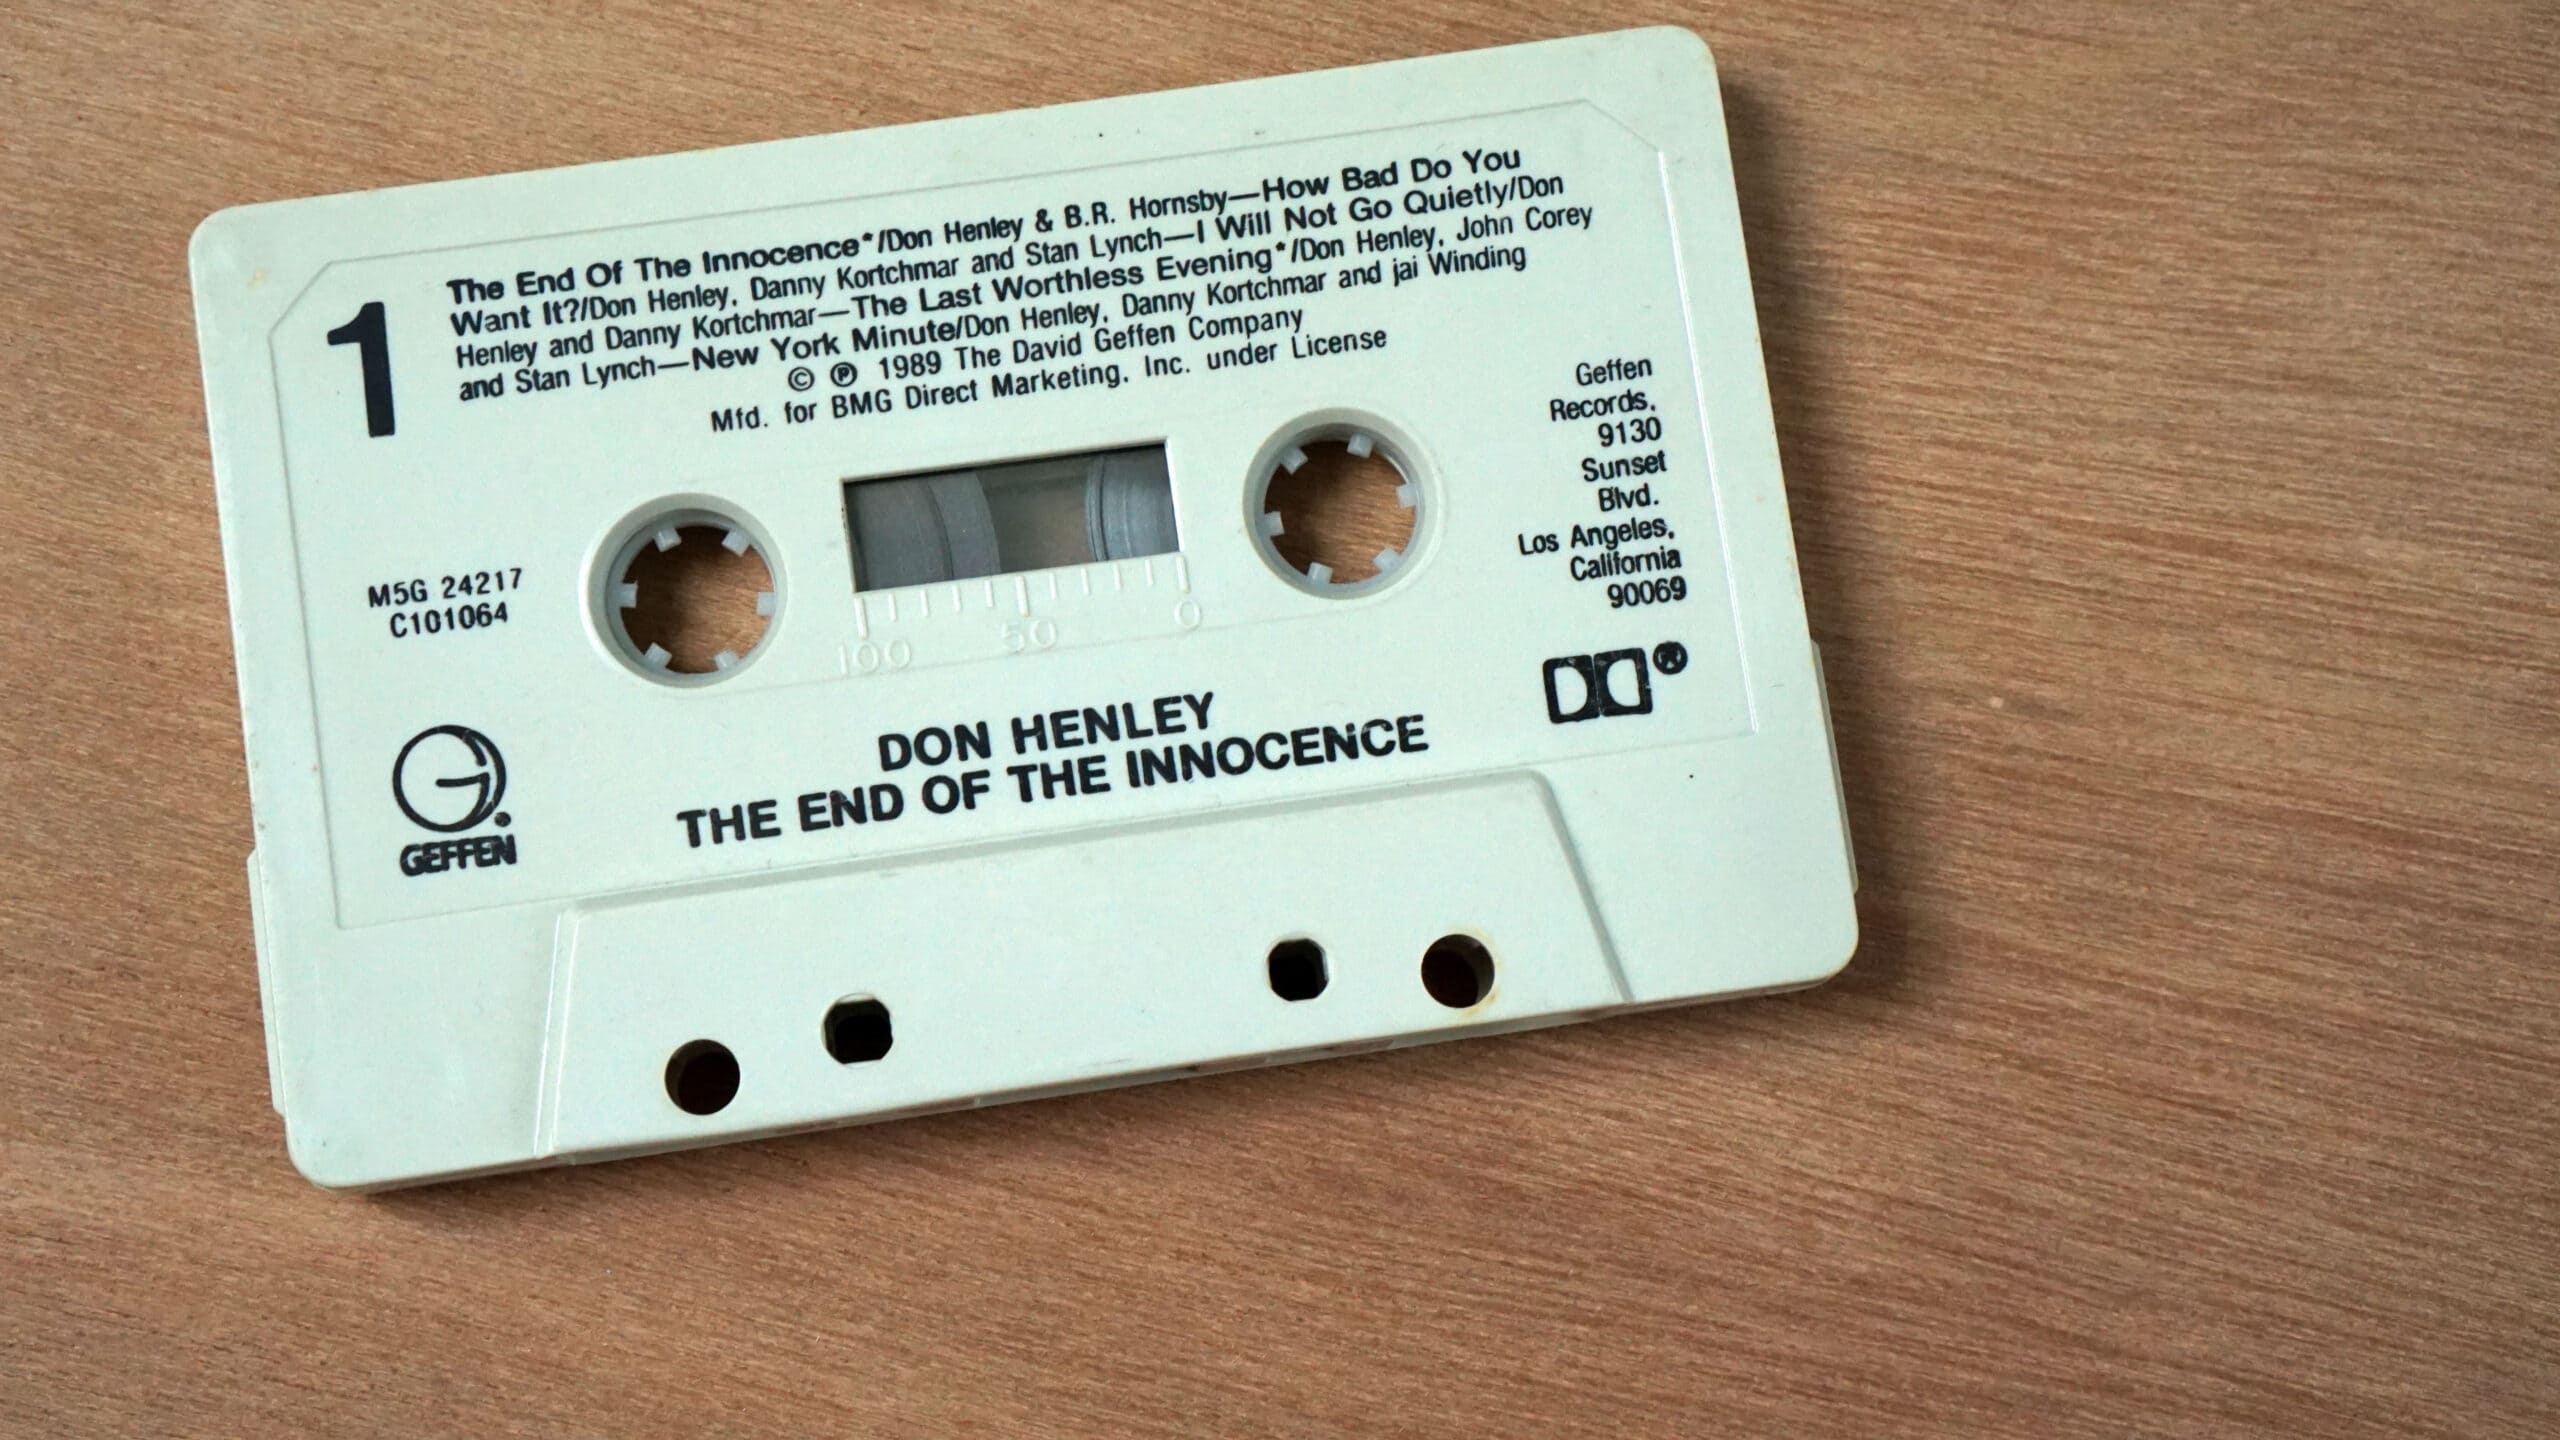 1
The End Of The Innocence*/Don Henley & B.R. Hornsby—How Bad Do You
Want It?/Don Henley, Danny Kortchmar and Stan Lynch—I Will Not Go Quietly/Don
Henley and Danny Kortchmar—The Last Worthless Evening*/Don Henley, John Corey
and Stan Lynch—New York Minute/Don Henley, Danny Kortchmar and jai Winding
© ℗ 1989 The David Geffen Company
Mfd. for BMG Direct Marketing, Inc. under License
Geffen
Records,
9130
Sunset
Blvd.
Los Angeles,
California
90069
M5G 24217
C101064
100 50 0
DON HENLEY
THE END OF THE INNOCENCE
GEFFEN
®